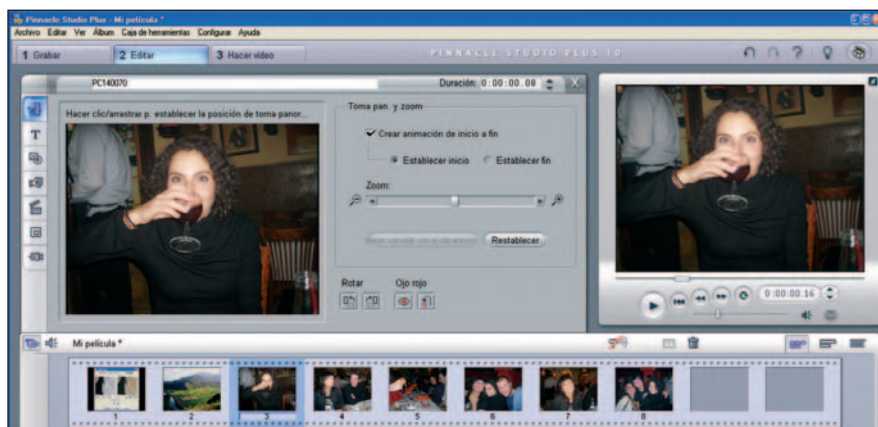 Pinnacle Studio Plus - Mi película *
Archivo Editar Ver Álbum Caja de herramientas Configurar Ayuda
1 Grabar 2 Editar 3 Hacer vídeo PINNACLE STUDIO PLUS 10
PC140070 Duración: 0:00:00.08 X
Hacer clic/arrastrar p. establecer la posición de toma panor...
Toma pan. y zoom
Crear animación de inicio a fin
Establecer inicio Establecer fin
Zoom:
Restablecer
Rotar Ojo rojo
0:00:00.16
T
Mi película *
1 2 3 4 5 6 7 8